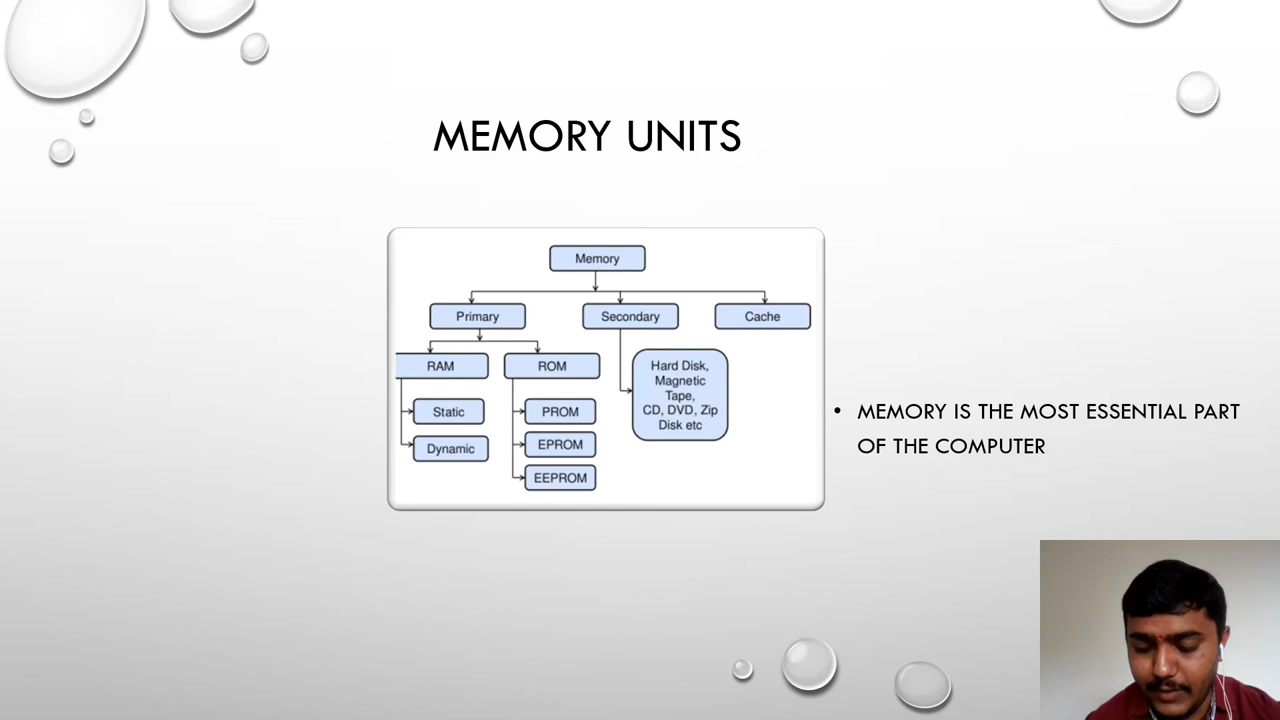 MEMORY UNITS
Memory
Primary
Secondary
Cache
RAM
ROM
Static
Dynamic
PROM
EPROM
EEPROM
Hard Disk,
Magnetic
Tape,
CD, DVD, Zip
Disk etc
• MEMORY IS THE MOST ESSENTIAL PART
OF THE COMPUTER